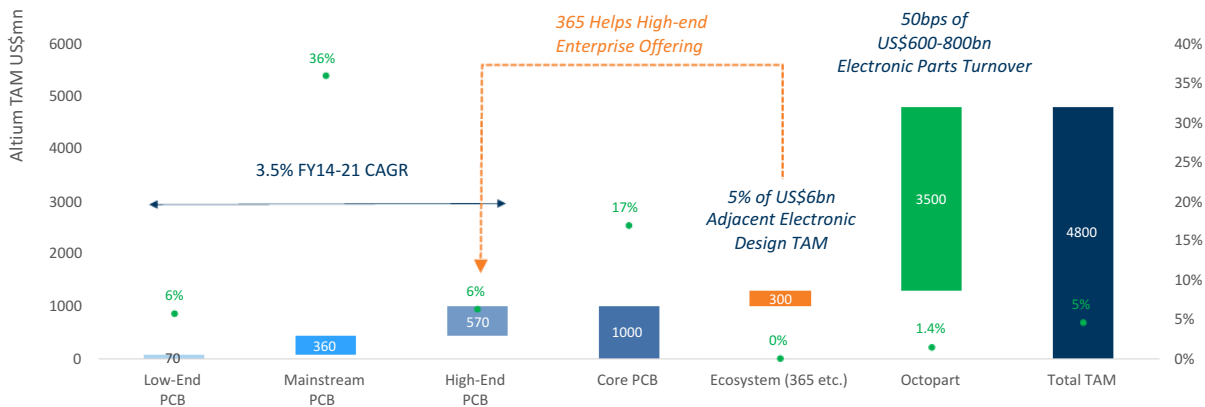 365 Helps High-end
Enterprise Offering
50bps of
US$600-800bn
Electronic Parts Turnover
Altium TAM US$mn
6000
5000
4000
3000
2000
1000
0
40%
35%
30%
25%
20%
15%
10%
5%
0%
3.5% FY14-21 CAGR
5% of US$6bn
Adjacent Electronic
Design TAM
6%
36%
6%
17%
0%
1.4%
5%
70
360
570
1000
300
3500
4800
Low-End
PCB
Mainstream
PCB
High-End
PCB
Core PCB
Ecosystem (365 etc.)
Octopart
Total TAM